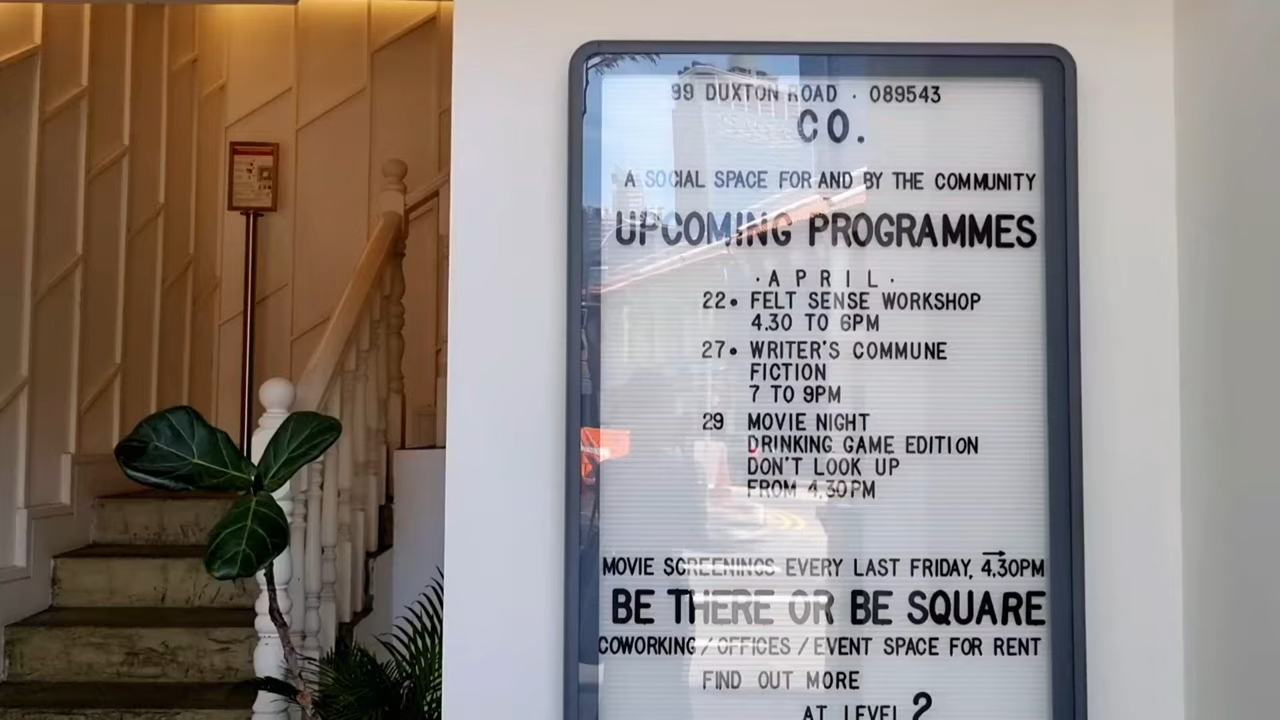 99 DUXTON ROAD · 089543
CO.
A SOCIAL SPACE FOR AND BY THE COMMUNITY
UPCOMING PROGRAMMES
·APRIL·
22• FELT SENSE WORKSHOP
4.30 TO 6PM
27• WRITER'S COMMUNE
FICTION
7 TO 9PM
29 MOVIE NIGHT
DRINKING GAME EDITION
DON'T LOOK UP
FROM 4.30PM
MOVIE SCREENINGS EVERY LAST FRIDAY, 4.30PM →
BE THERE OR BE SQUARE
COWORKING / OFFICES / EVENT SPACE FOR RENT
FIND OUT MORE
AT LEVEL 2